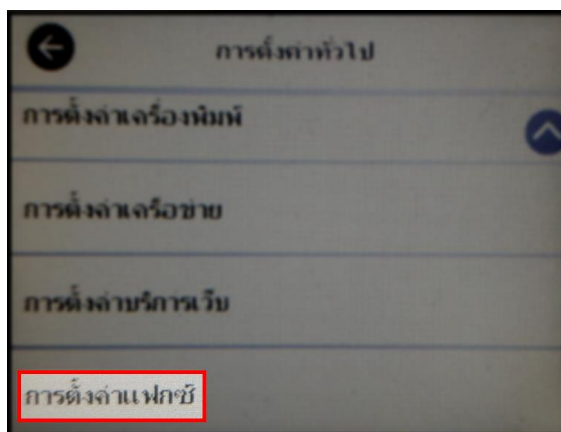 การตั้งค่าทั่วไป
การตั้งค่าเครื่องพิมพ์
การตั้งค่าเครือข่าย
การตั้งค่าบริการเว็บ
การตั้งค่าแฟกซ์